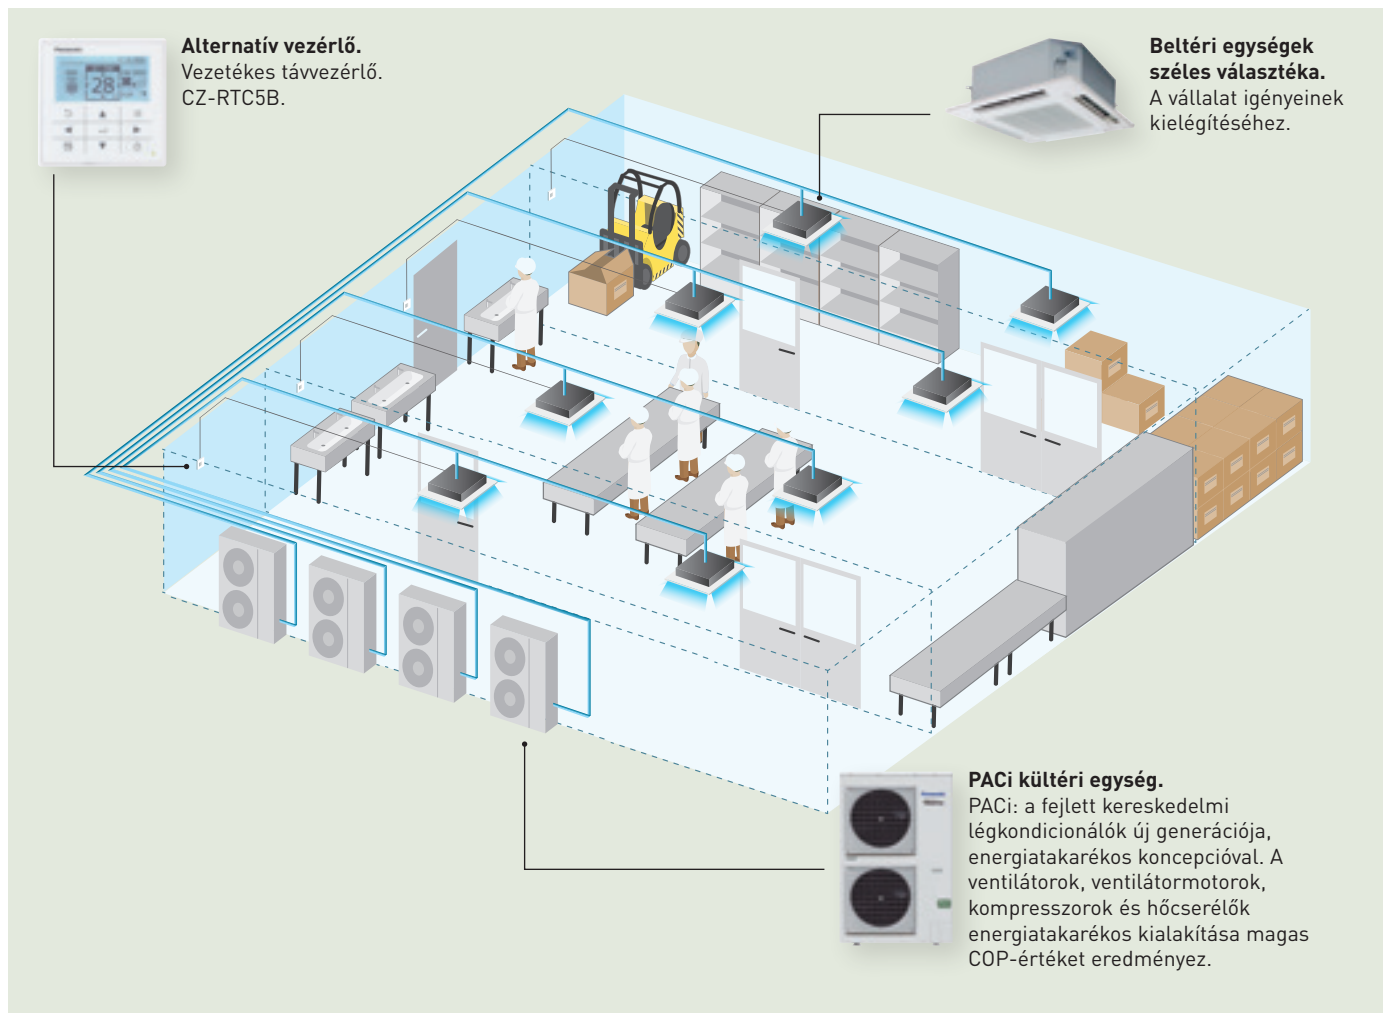 Alternatív vezérlő.
Vezetékes távvezérlő.
CZ-RTC5B.
Beltéri egységek
széles választéka.
A vállalat igényeinek
kielégítéséhez.
Panasonic
28
PACi kültéri egység.
PACi: a fejlett kereskedelmi
légkondicionálók új generációja,
energiatakarékos koncepcióval. A
ventilátorok, ventilátormotorok,
kompresszorok és hőcserélők
energiatakarékos kialakítása magas
COP-értéket eredményez.